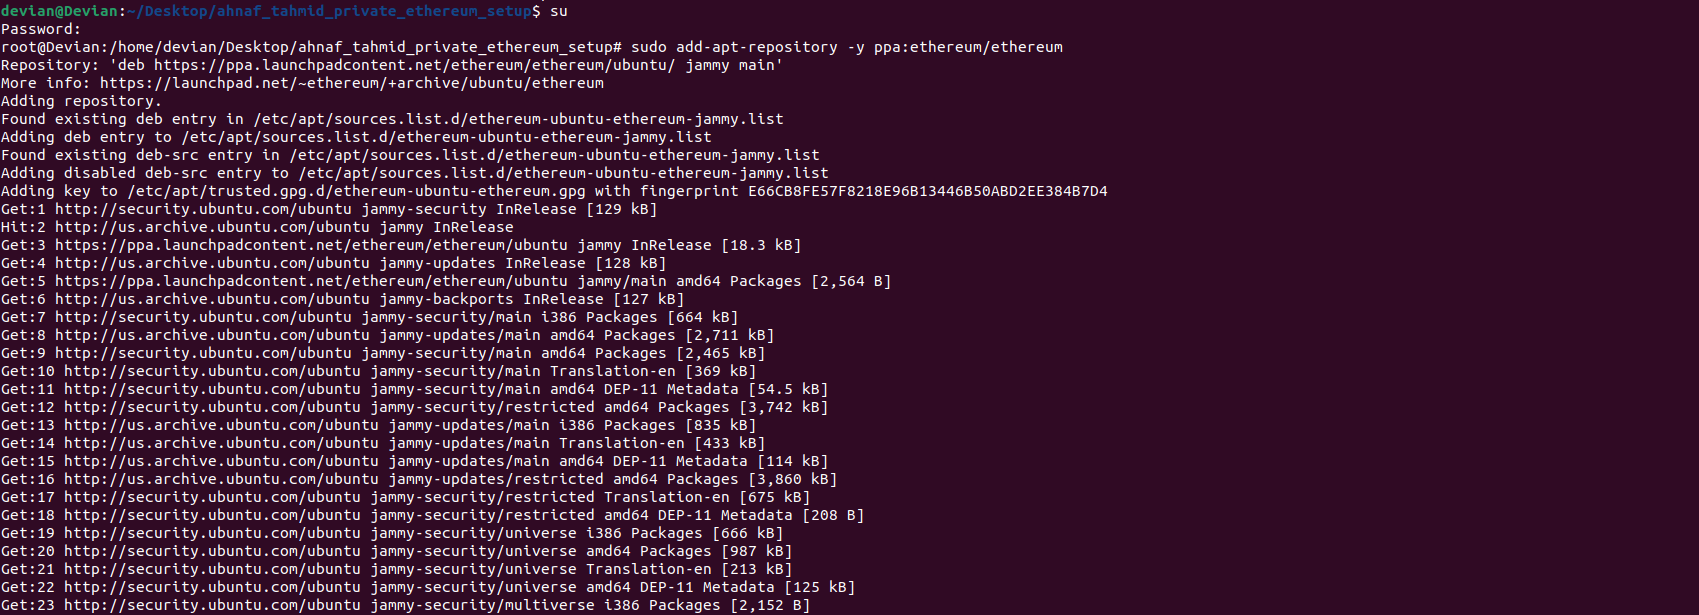 devian@Devian:~/Desktop/ahnaf_tahmid_private_ethereum_setup$ su
Password:
root@Devian:/home/devian/Desktop/ahnaf_tahmid_private_ethereum_setup# sudo add-apt-repository -y ppa:ethereum/ethereum
Repository: 'deb https://ppa.launchpadcontent.net/ethereum/ethereum/ubuntu/ jammy main'
More info: https://launchpad.net/~ethereum/+archive/ubuntu/ethereum
Adding repository.
Found existing deb entry in /etc/apt/sources.list.d/ethereum-ubuntu-ethereum-jammy.list
Adding deb entry to /etc/apt/sources.list.d/ethereum-ubuntu-ethereum-jammy.list
Found existing deb-src entry in /etc/apt/sources.list.d/ethereum-ubuntu-ethereum-jammy.list
Adding disabled deb-src entry to /etc/apt/sources.list.d/ethereum-ubuntu-ethereum-jammy.list
Adding key to /etc/apt/trusted.gpg.d/ethereum-ubuntu-ethereum.gpg with fingerprint E66CB8FE57F8218E96B13446B50ABD2EE384B7D4
Get:1 http://security.ubuntu.com/ubuntu jammy-security InRelease [129 kB]
Hit:2 http://us.archive.ubuntu.com/ubuntu jammy InRelease
Get:3 https://ppa.launchpadcontent.net/ethereum/ethereum/ubuntu jammy InRelease [18.3 kB]
Get:4 http://us.archive.ubuntu.com/ubuntu jammy-updates InRelease [128 kB]
Get:5 https://ppa.launchpadcontent.net/ethereum/ethereum/ubuntu jammy/main amd64 Packages [2,564 B]
Get:6 http://us.archive.ubuntu.com/ubuntu jammy-backports InRelease [127 kB]
Get:7 http://security.ubuntu.com/ubuntu jammy-security/main i386 Packages [664 kB]
Get:8 http://us.archive.ubuntu.com/ubuntu jammy-updates/main amd64 Packages [2,711 kB]
Get:9 http://security.ubuntu.com/ubuntu jammy-security/main amd64 Packages [2,465 kB]
Get:10 http://security.ubuntu.com/ubuntu jammy-security/main Translation-en [369 kB]
Get:11 http://security.ubuntu.com/ubuntu jammy-security/main amd64 DEP-11 Metadata [54.5 kB]
Get:12 http://security.ubuntu.com/ubuntu jammy-security/restricted amd64 Packages [3,742 kB]
Get:13 http://us.archive.ubuntu.com/ubuntu jammy-updates/main i386 Packages [835 kB]
Get:14 http://us.archive.ubuntu.com/ubuntu jammy-updates/main Translation-en [433 kB]
Get:15 http://us.archive.ubuntu.com/ubuntu jammy-updates/main amd64 DEP-11 Metadata [114 kB]
Get:16 http://us.archive.ubuntu.com/ubuntu jammy-updates/restricted amd64 Packages [3,860 kB]
Get:17 http://security.ubuntu.com/ubuntu jammy-security/restricted Translation-en [675 kB]
Get:18 http://security.ubuntu.com/ubuntu jammy-security/restricted amd64 DEP-11 Metadata [208 B]
Get:19 http://security.ubuntu.com/ubuntu jammy-security/universe i386 Packages [666 kB]
Get:20 http://security.ubuntu.com/ubuntu jammy-security/universe amd64 Packages [987 kB]
Get:21 http://security.ubuntu.com/ubuntu jammy-security/universe Translation-en [213 kB]
Get:22 http://security.ubuntu.com/ubuntu jammy-security/universe amd64 DEP-11 Metadata [125 kB]
Get:23 http://security.ubuntu.com/ubuntu jammy-security/multiverse i386 Packages [2,152 B]